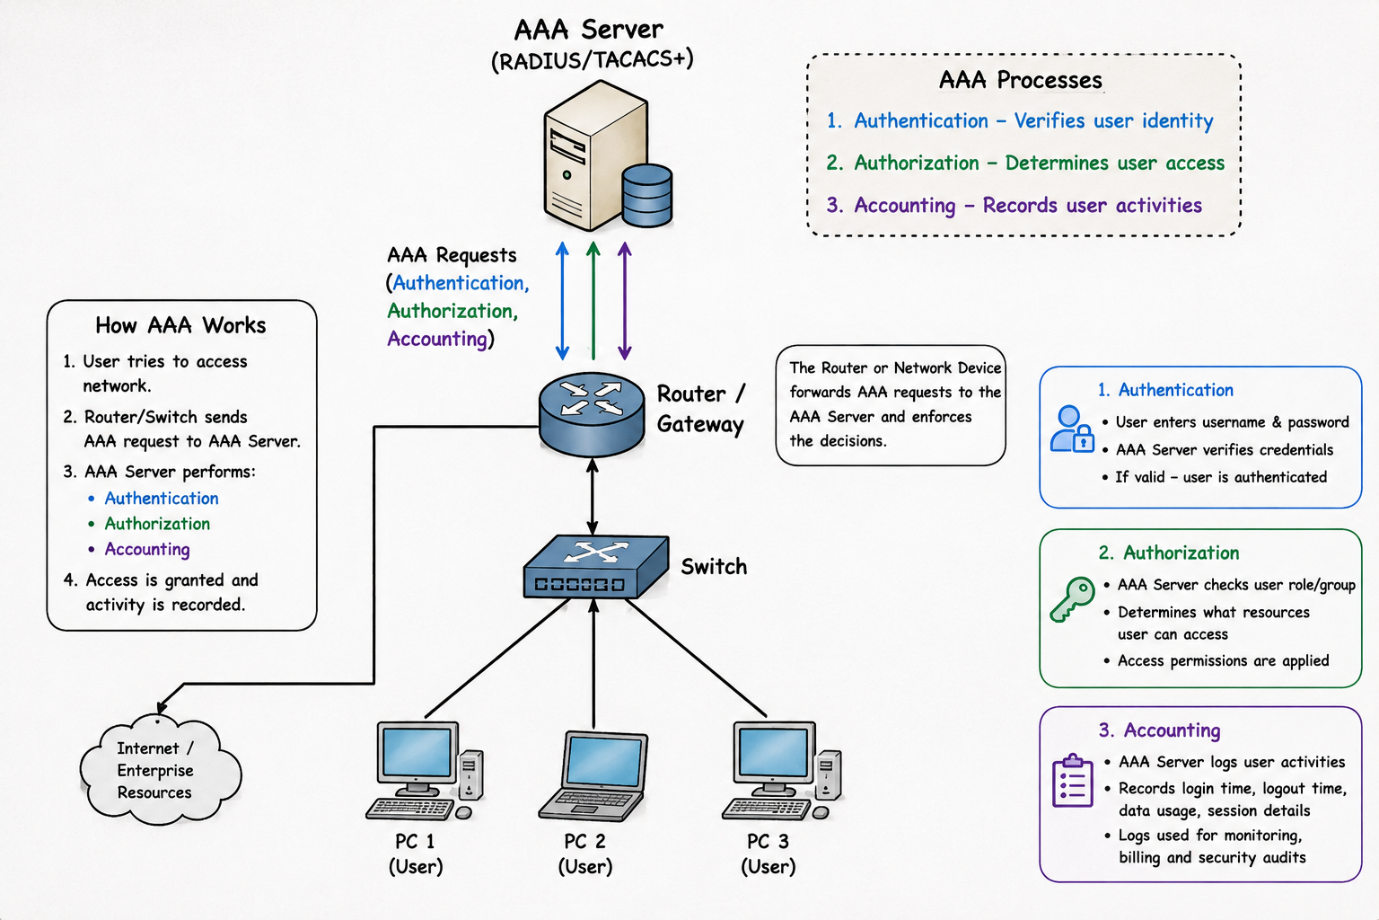 AAA Server
(RADIUS/TACACS+)
AAA Processes
1. Authentication – Verifies user identity
2. Authorization – Determines user access
3. Accounting – Records user activities
AAA Requests
(Authentication,
Authorization,
Accounting)
How AAA Works
1. User tries to access
network.
2. Router/Switch sends
AAA request to AAA Server.
3. AAA Server performs:
• Authentication
• Authorization
• Accounting
4. Access is granted and
activity is recorded.
Router /
Gateway
The Router or Network Device
forwards AAA requests to the
AAA Server and enforces
the decisions.
Switch
1. Authentication
• User enters username & password
• AAA Server verifies credentials
• If valid – user is authenticated
2. Authorization
• AAA Server checks user role/group
• Determines what resources
user can access
• Access permissions are applied
3. Accounting
• AAA Server logs user activities
• Records login time, logout time,
data usage, session details
• Logs used for monitoring,
billing and security audits
Internet /
Enterprise
Resources
PC 1
(User)
PC 2
(User)
PC 3
(User)